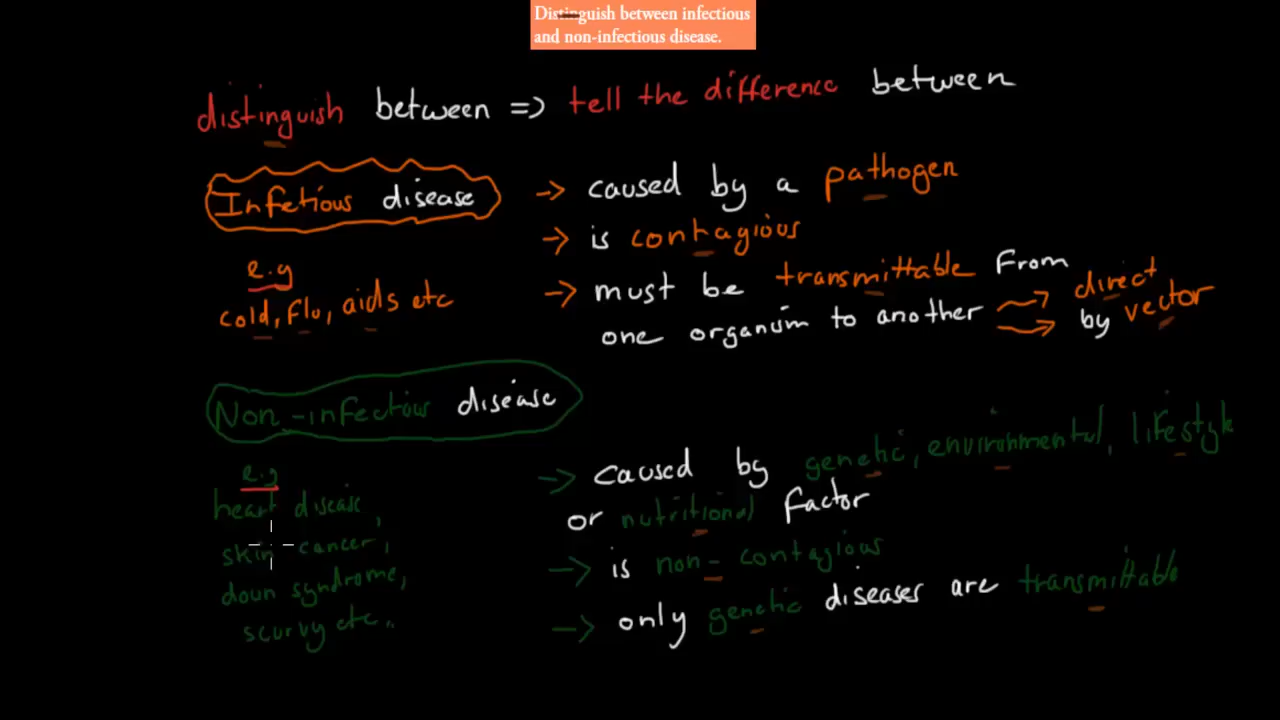 Distinguish between infectious
and non-infectious disease.
distinguish between => tell the difference between
Infetious disease → caused by a pathogen
→ is contagious
e.g
cold, flu, aids etc → must be transmittable from → direct
one organism to another → by vector
Non-infectious disease
e.g → caused by genetic, environmental, lifestyle
heart disease, or nutritional factor
skin cancer, → is non-contagious
down syndrome, → only genetic diseases are transmittable
scurvy etc..